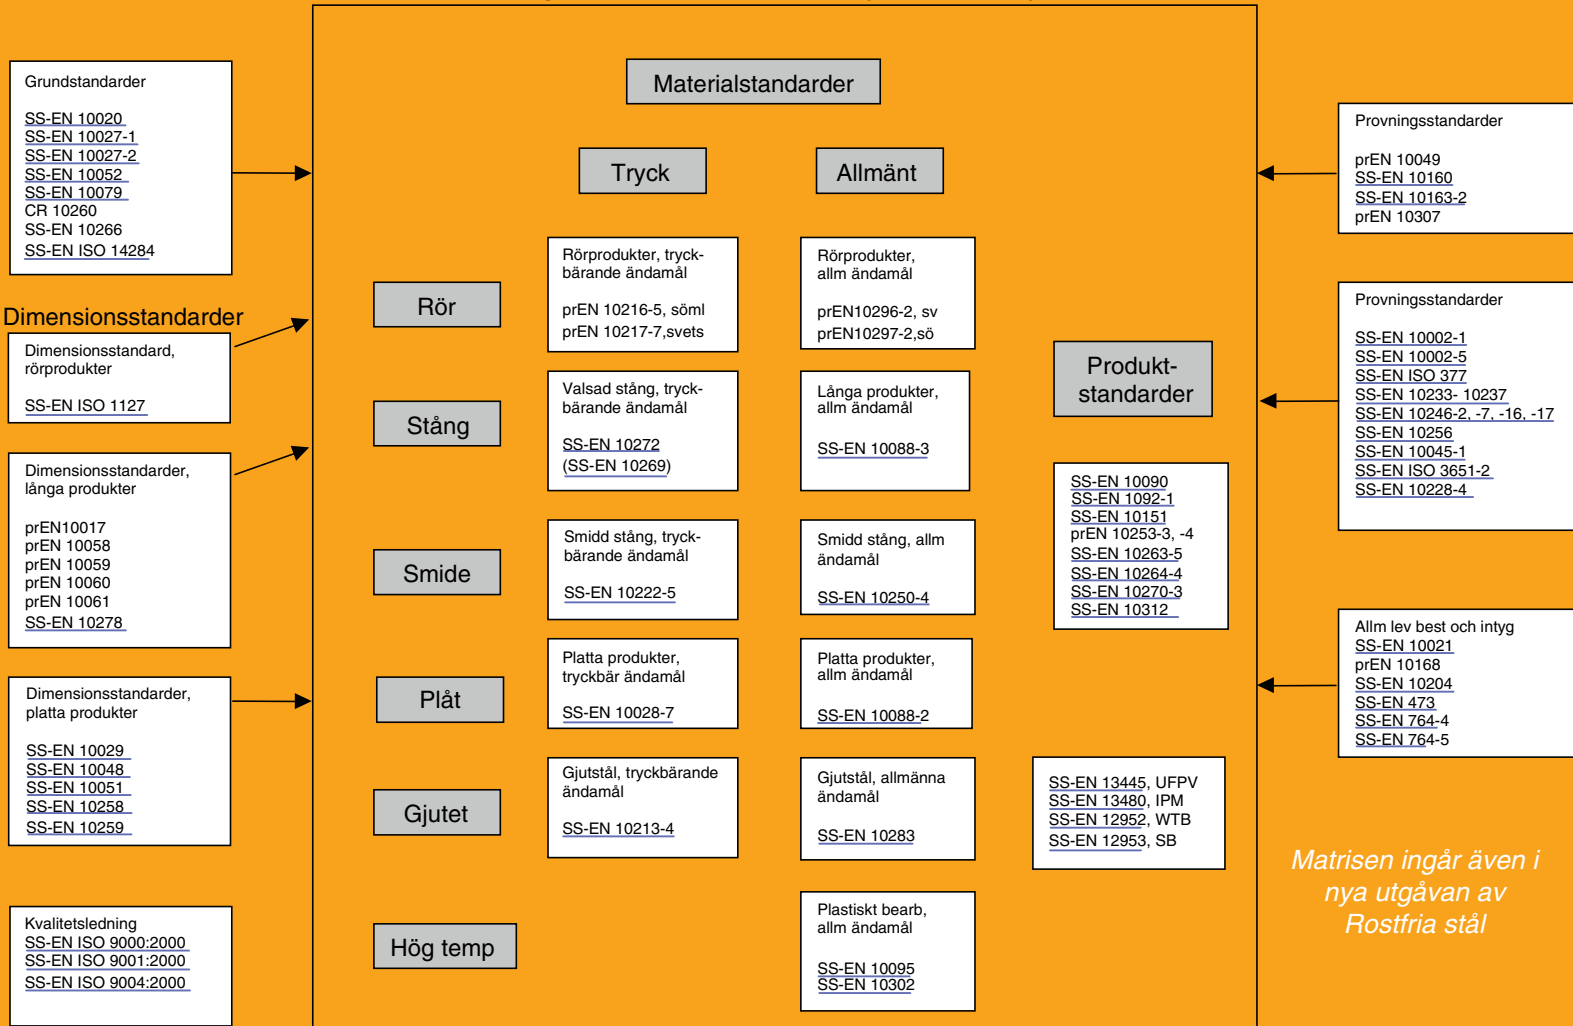 Grundstandarder
SS-EN 10020
SS-EN 10027-1
SS-EN 10027-2
SS-EN 10052
SS-EN 10079
CR 10260
SS-EN 10266
SS-EN ISO 14284
Dimensionsstandarder
Dimensionsstandard,
rörprodukter
SS-EN ISO 1127
Dimensionsstandarder,
långa produkter
prEN10017
prEN 10058
prEN 10059
prEN 10060
prEN 10061
SS-EN 10278
Dimensionsstandarder,
platta produkter
SS-EN 10029
SS-EN 10048
SS-EN 10051
SS-EN 10258
SS-EN 10259
Kvalitetsledning
SS-EN ISO 9000:2000
SS-EN ISO 9001:2000
SS-EN ISO 9004:2000
Materialstandarder
Tryck
Allmänt
Rör
Rörprodukter, tryck-
bärande ändamål
prEN 10216-5, söml
prEN 10217-7,svets
Rörprodukter,
allm ändamål
prEN10296-2, sv
prEN10297-2,sö
Stång
Valsad stång, tryck-
bärande ändamål
SS-EN 10272
(SS-EN 10269)
Långa produkter,
allm ändamål
SS-EN 10088-3
Smide
Smidd stång, tryck-
bärande ändamål
SS-EN 10222-5
Smidd stång, allm
ändamål
SS-EN 10250-4
Plåt
Platta produkter,
tryckbär ändamål
SS-EN 10028-7
Platta produkter,
allm ändamål
SS-EN 10088-2
Gjutet
Gjutstål, tryckbärande
ändamål
SS-EN 10213-4
Gjutstål, allmänna
ändamål
SS-EN 10283
Hög temp
Plastiskt bearb,
allm ändamål
SS-EN 10095
SS-EN 10302
Produkt-
standarder
SS-EN 10090
SS-EN 1092-1
SS-EN 10151
prEN 10253-3, -4
SS-EN 10263-5
SS-EN 10264-4
SS-EN 10270-3
SS-EN 10312
SS-EN 13445, UFPV
SS-EN 13480, IPM
SS-EN 12952, WTB
SS-EN 12953, SB
Provningsstandarder
prEN 10049
SS-EN 10160
SS-EN 10163-2
prEN 10307
Provningsstandarder
SS-EN 10002-1
SS-EN 10002-5
SS-EN ISO 377
SS-EN 10233- 10237
SS-EN 10246-2, -7, -16, -17
SS-EN 10256
SS-EN 10045-1
SS-EN ISO 3651-2
SS-EN 10228-4
Allm lev best och intyg
SS-EN 10021
prEN 10168
SS-EN 10204
SS-EN 473
SS-EN 764-4
SS-EN 764-5
Matrisen ingår även i
nya utgåvan av
Rostfria stål